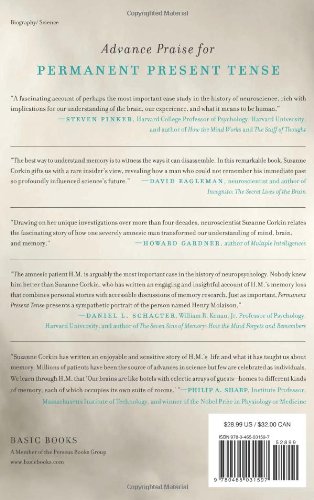 Biography/Science
Advance Praise for
PERMANENT PRESENT TENSE
"A fascinating account of perhaps the most important case study in the history of neuroscience, rich with
implications for our understanding of the brain, our experience, and what it means to be human."
—STEVEN PINKER, Harvard College Professor of Psychology, Harvard University,
and author of How the Mind Works and The Stuff of Thought
"The best way to understand memory is to witness the ways it can disassemble. In this remarkable book, Suzanne
Corkin gifts us with a rare insider's view, revealing how a man who could not remember his immediate past
so profoundly influenced science's future." —DAVID EAGLEMAN, neuroscientist and author of
Incognito: The Secret Lives of the Brain
"Drawing on her unique investigations over more than four decades, neuroscientist Suzanne Corkin relates
the fascinating story of how one severely amnesic man transformed our understanding of mind, brain,
and memory." —HOWARD GARDNER, author of Multiple Intelligences
"The amnesia patient H.M. is arguably the most important case in the history of neuropsychology. Nobody knew
him better than Suzanne Corkin, who has written an engaging and insightful account of H.M.'s memory loss
that combines personal stories with accessible discussions of memory research. Just as important, Permanent
Present Tense presents a sympathetic portrait of the person named Henry Molaison."
—DANIEL L. SCHACTER, William R. Kenan, Jr. Professor of Psychology,
Harvard University, and author of The Seven Sins of Memory: How the Mind Forgets and Remembers
"Suzanne Corkin has written an enjoyable and sensitive story of H.M.'s life and what it has taught us about
memory. Millions of patients have been the source of advances in science but few are celebrated as individuals.
We learn through H.M. that 'Our brains are like hotels with eclectic arrays of guests—homes to different
kinds of memory, each of which occupies its own suite of rooms.'" —PHILLIP A. SHARP, Institute Professor,
Massachusetts Institute of Technology, and winner of the Nobel Prize in Physiology or Medicine
BASIC BOOKS
A Member of the Perseus Books Group
www.basicbooks.com
$28.99 US / $32.00 CAN
ISBN 978-0-465-03159-7
52899
9 780465 031597